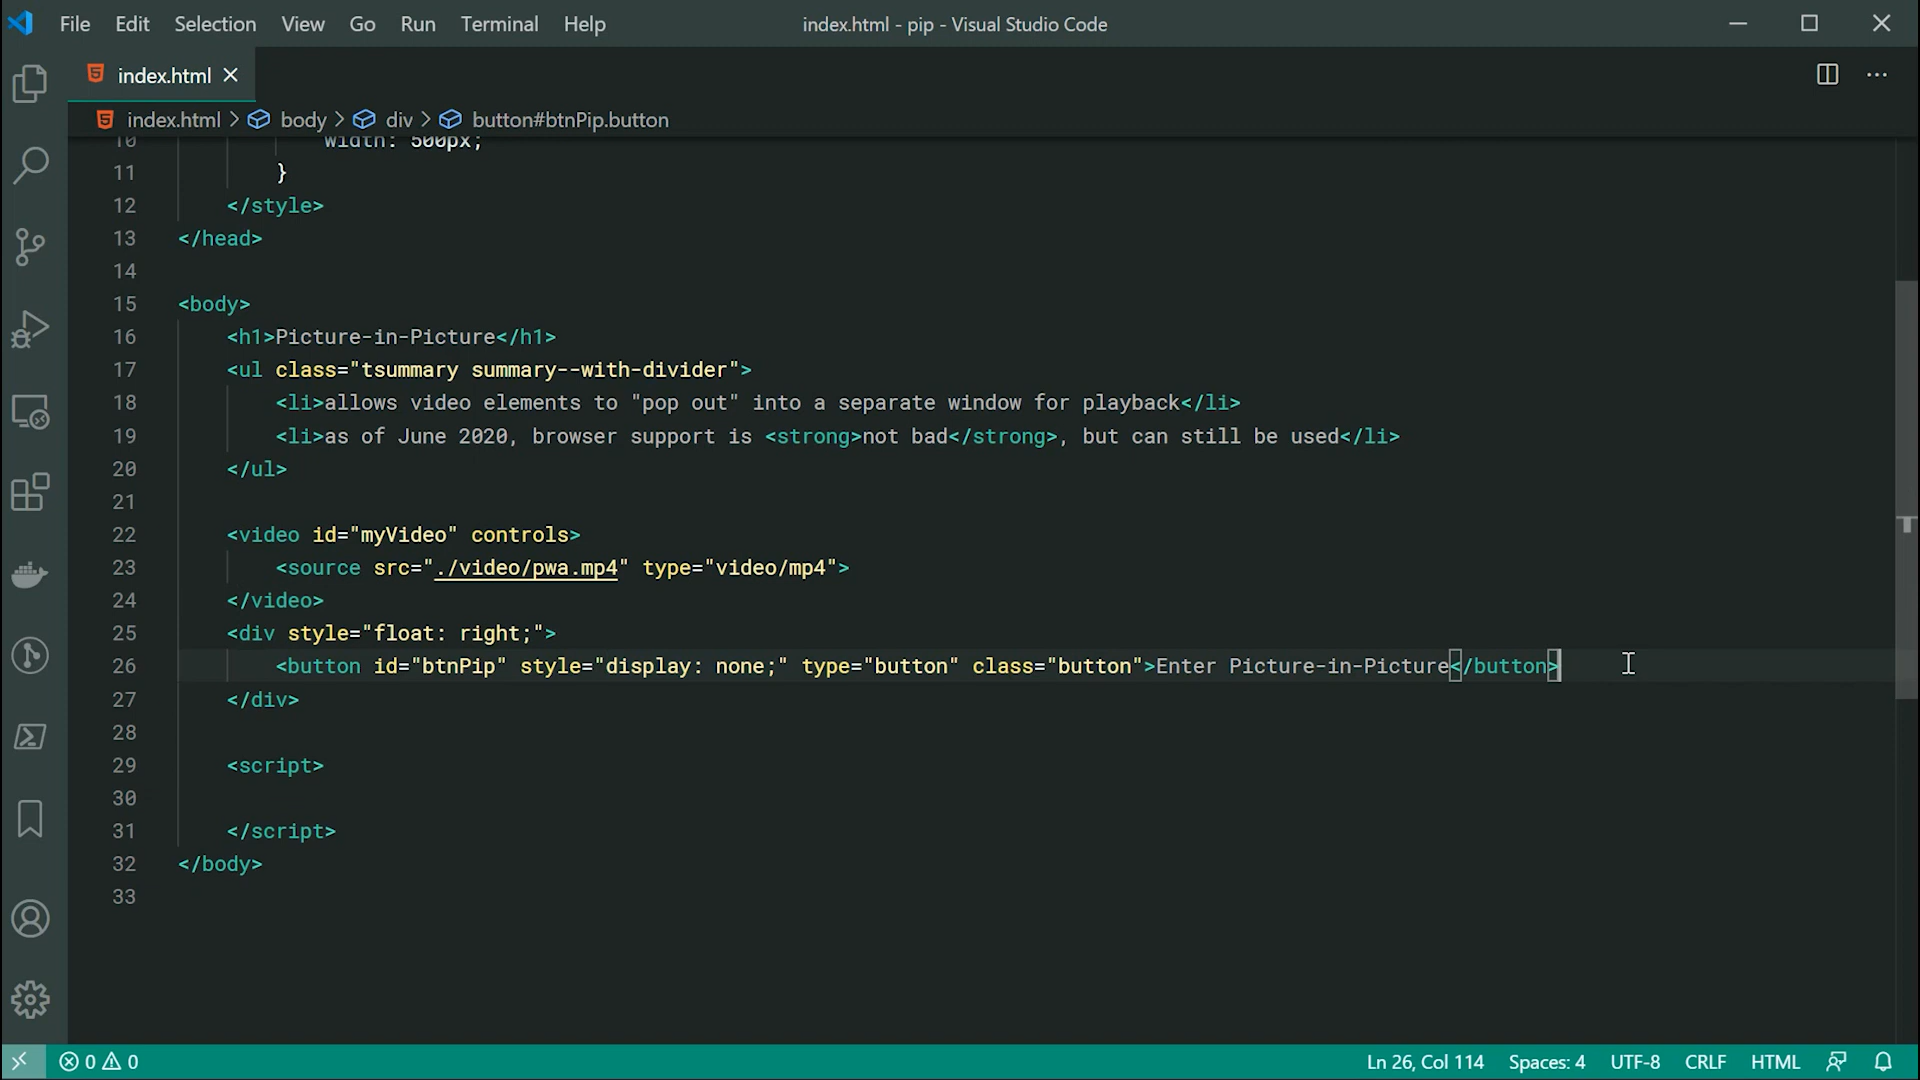 File Edit Selection View Go Run Terminal Help index.html - pip - Visual Studio Code
index.html
index.html body div button#btnPip.button
10 width: 500px;
11 }
12 </style>
13 </head>
14
15 <body>
16 <h1>Picture-in-Picture</h1>
17 <ul class="tsummary summary--with-divider">
18 <li>allows video elements to "pop out" into a separate window for playback</li>
19 <li>as of June 2020, browser support is <strong>not bad</strong>, but can still be used</li>
20 </ul>
21
22 <video id="myVideo" controls>
23 <source src="./video/pwa.mp4" type="video/mp4">
24 </video>
25 <div style="float: right;">
26 <button id="btnPip" style="display: none;" type="button" class="button">Enter Picture-in-Picture</button>
27 </div>
28
29 <script>
30
31 </script>
32 </body>
33
0 0 Ln 26, Col 114 Spaces: 4 UTF-8 CRLF HTML